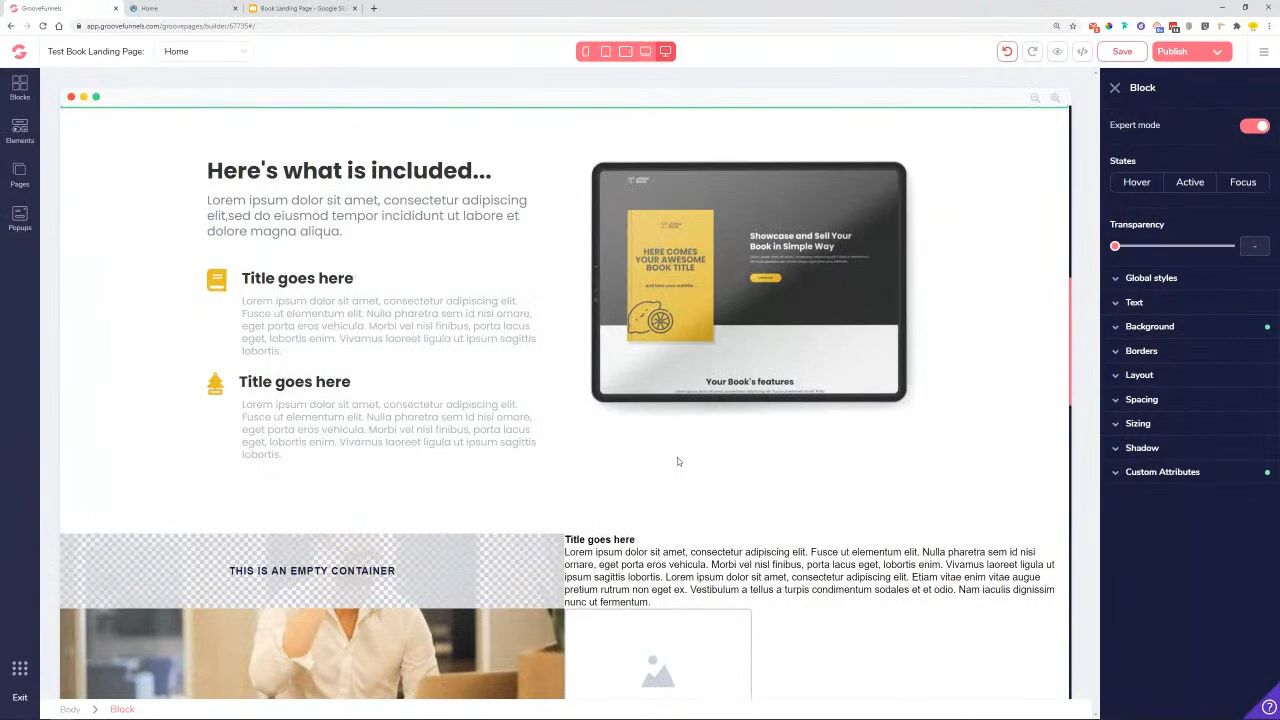 GrooveFunnels
Home
Book Landing Page - Google Sli
app.groovefunnels.com/groovepages/builder/67735#/
Test Book Landing Page:
Home
Save
Publish
Blocks
Elements
Pages
Popups
Exit
Here's what is included...
Lorem ipsum dolor sit amet, consectetur adipiscing
elit,sed do eiusmod tempor incididunt ut labore et
dolore magna aliqua.
Title goes here
Lorem ipsum dolor sit amet, consectetur adipiscing elit.
Fusce ut elementum elit. Nulla pharetra sem mi ornare,
eget porta eros vehicula. Morbi vel nisl finibus, porta lacus
eget, lobortis enim. Vivamus laoreet ligula ut ipsum sagittis
lobortis.
Title goes here
Lorem ipsum dolor sit amet, consectetur adipiscing elit.
Fusce ut elementum elit. Nulla pharetra sem mi ornare,
eget porta eros vehicula. Morbi vel nisl finibus, porta lacus
eget, lobortis enim. Vivamus laoreet ligula ut ipsum sagittis
lobortis.
HERE COMES
YOUR AWESOME
BOOK TITLE
and here your subtitle...
Showcase and Sell Your
Book in Simple Way
Your Book's features
THIS IS AN EMPTY CONTAINER
Title goes here
Lorem ipsum dolor sit amet, consectetur adipiscing elit. Fusce ut elementum elit. Nulla pharetra sem mi nisi
ornare, eget porta eros vehicula. Morbi vel nisl finibus, porta lacus eget, lobortis enim. Vivamus laoreet ligula ut
ipsum sagittis lobortis. Lorem ipsum dolor sit amet, consectetur adipiscing elit. Etiam vitae enim vitae augue
pretium rutrum non eget ex. Vestibulum a tellus a turpis condimentum sodales et et odio. Nam iaculis dignissim
nunc ut fermentum.
Body
Block
Block
Expert mode
States
Hover
Active
Focus
Transparency
-
Global styles
Text
Background
Borders
Layout
Spacing
Sizing
Shadow
Custom Attributes